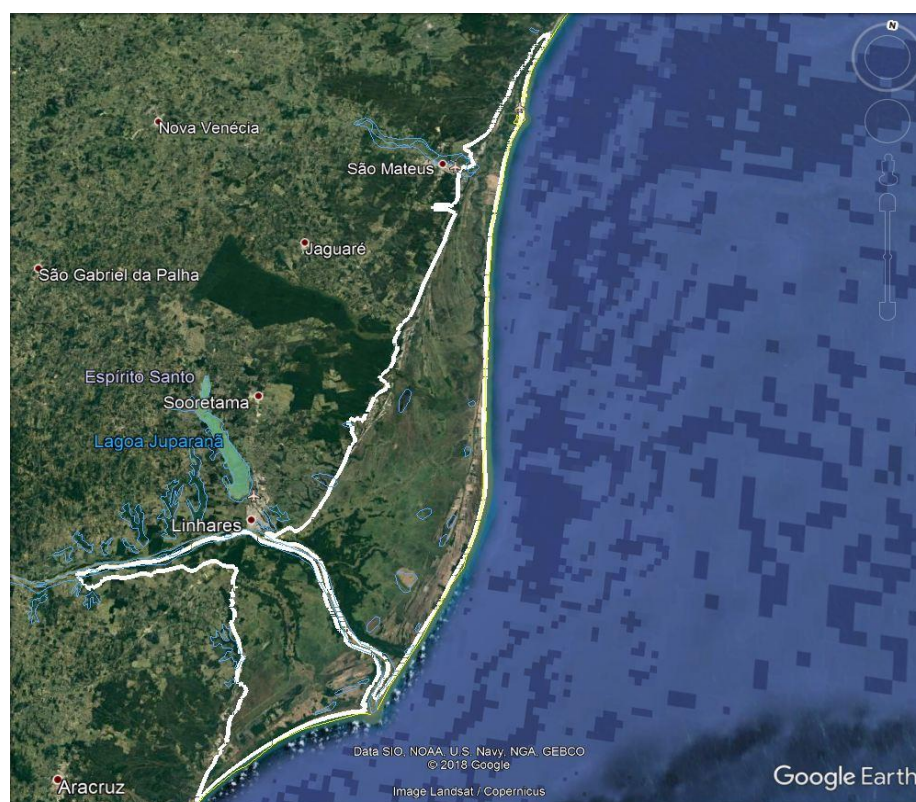 N
Nova Venécia
São Mateus
Jaguaré
São Gabriel da Palha
Espírito Santo
Sooretama
Lagoa Juparanã
Linhares
Data SIO, NOAA, U.S. Navy, NGA, GEBCO
© 2018 Google
Aracruz
Image Landsat / Copernicus
Google Earth